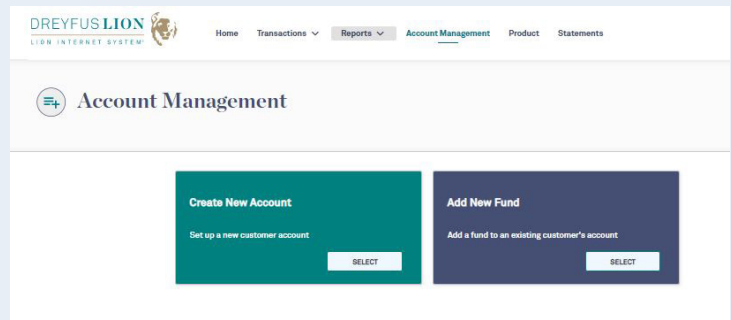 DREYFUS LION
LION INTERNET SYSTEM
Home Transactions Reports Account Management Product Statements
Account Management
Create New Account
Set up a new customer account
SELECT
Add New Fund
Add a fund to an existing customer's account
SELECT